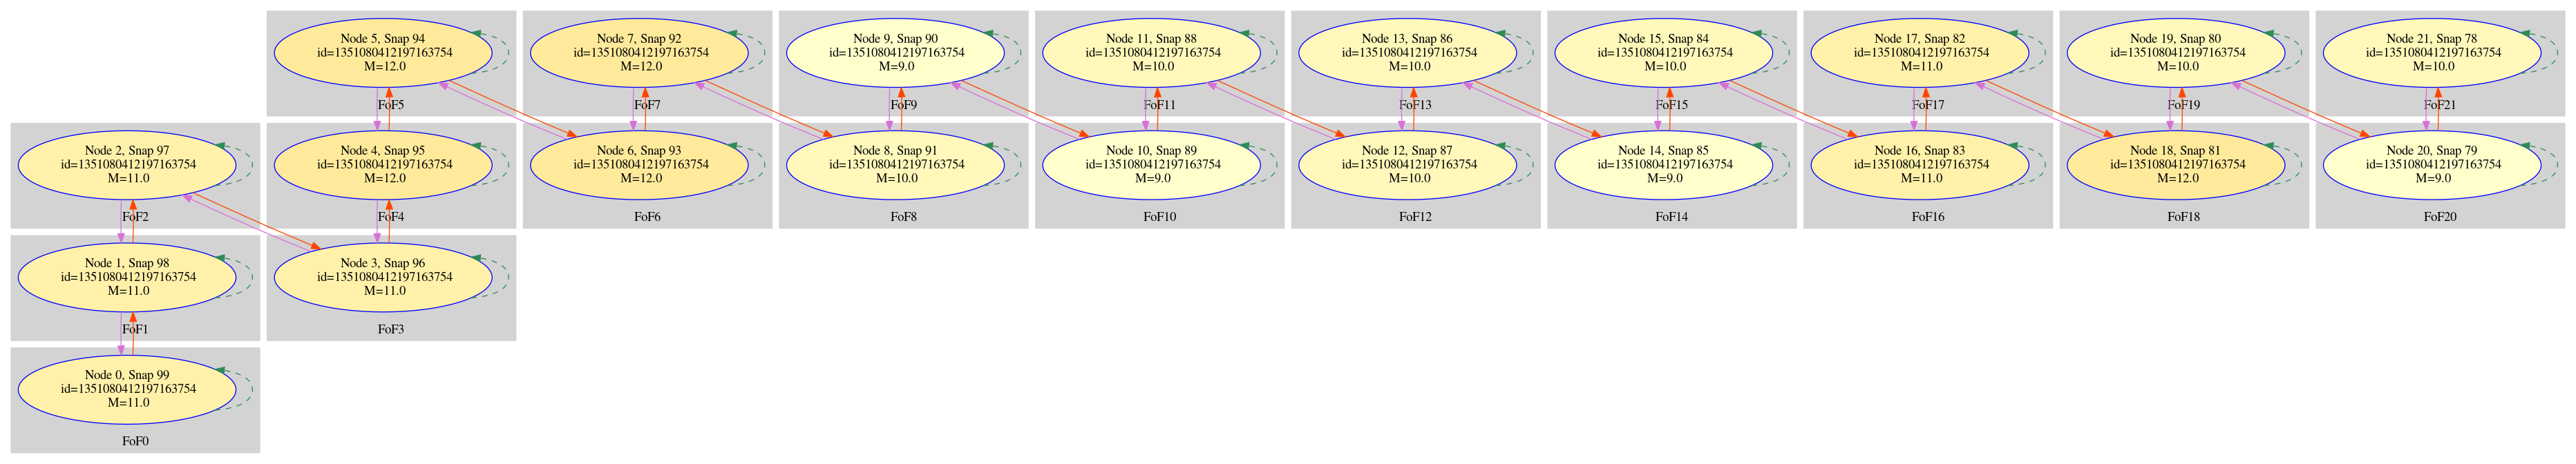 Node 5, Snap 94
id=1351080412197163754
M=12.0
FoF5
Node 7, Snap 92
id=1351080412197163754
M=12.0
FoF7
Node 9, Snap 90
id=1351080412197163754
M=9.0
FoF9
Node 11, Snap 88
id=1351080412197163754
M=10.0
FoF11
Node 13, Snap 86
id=1351080412197163754
M=10.0
FoF13
Node 15, Snap 84
id=1351080412197163754
M=10.0
FoF15
Node 17, Snap 82
id=1351080412197163754
M=11.0
FoF17
Node 19, Snap 80
id=1351080412197163754
M=10.0
FoF19
Node 21, Snap 78
id=1351080412197163754
M=10.0
FoF21
Node 2, Snap 97
id=1351080412197163754
M=11.0
FoF2
Node 4, Snap 95
id=1351080412197163754
M=12.0
FoF4
Node 6, Snap 93
id=1351080412197163754
M=12.0
FoF6
Node 8, Snap 91
id=1351080412197163754
M=10.0
FoF8
Node 10, Snap 89
id=1351080412197163754
M=9.0
FoF10
Node 12, Snap 87
id=1351080412197163754
M=10.0
FoF12
Node 14, Snap 85
id=1351080412197163754
M=9.0
FoF14
Node 16, Snap 83
id=1351080412197163754
M=11.0
FoF16
Node 18, Snap 81
id=1351080412197163754
M=12.0
FoF18
Node 20, Snap 79
id=1351080412197163754
M=9.0
FoF20
Node 1, Snap 98
id=1351080412197163754
M=11.0
FoF1
Node 3, Snap 96
id=1351080412197163754
M=11.0
FoF3
Node 0, Snap 99
id=1351080412197163754
M=11.0
FoF0